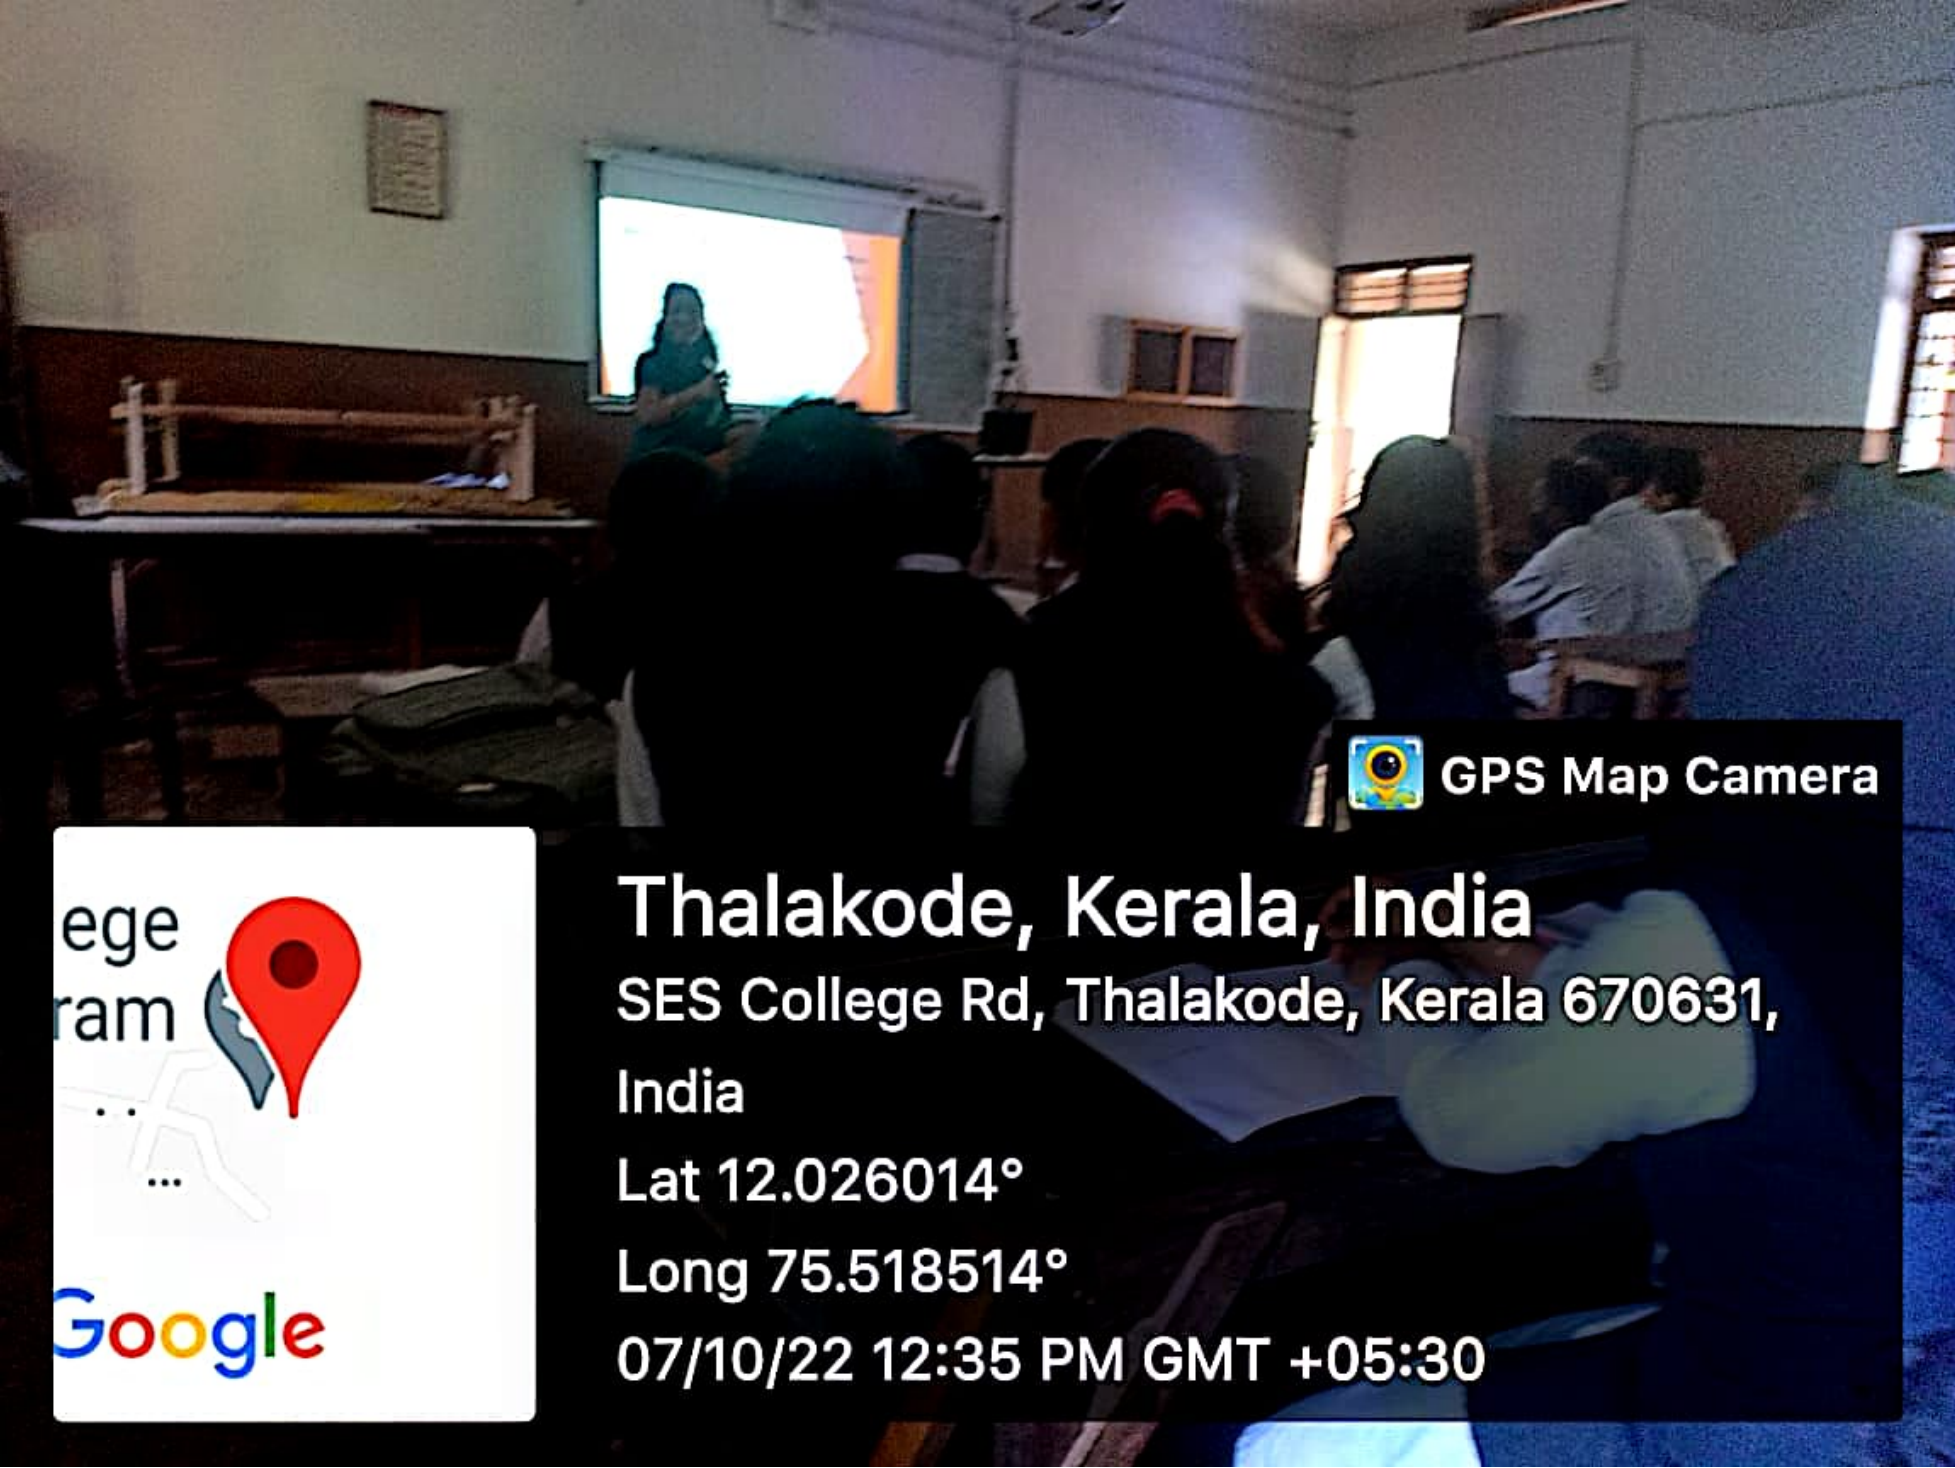 GPS Map Camera
ege
ram
Google
Thalakode, Kerala, India
SES College Rd, Thalakode, Kerala 670631,
India
Lat 12.026014°
Long 75.518514°
07/10/22 12:35 PM GMT +05:30